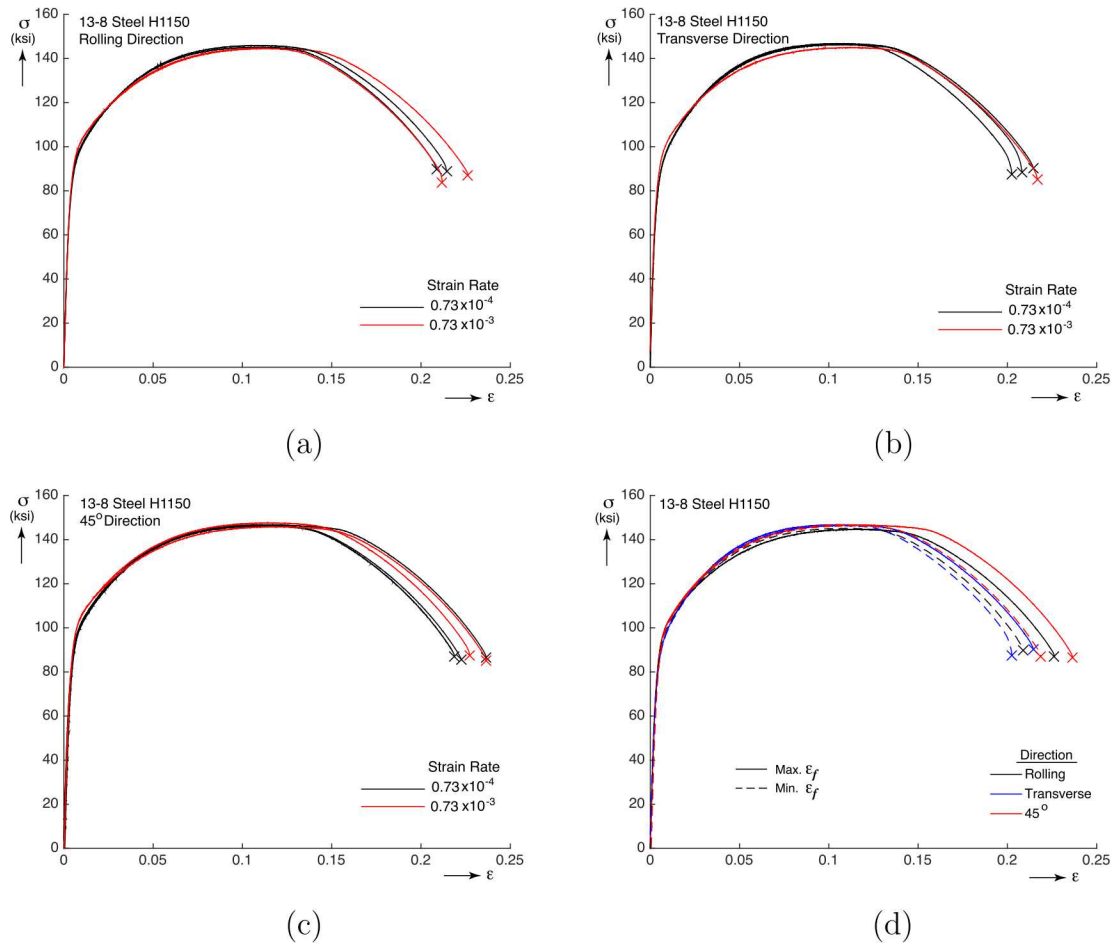 σ
(ksi)
13-8 Steel H1150
Rolling Direction
160
140
120
100
80
60
40
20
0
Strain Rate
0.73x10⁻⁴
0.73x10⁻³
0
0.05
0.1
0.15
0.2
0.25
ε
(a)
σ
(ksi)
13-8 Steel H1150
Transverse Direction
160
140
120
100
80
60
40
20
0
Strain Rate
0.73x10⁻⁴
0.73x10⁻³
0
0.05
0.1
0.15
0.2
0.25
ε
(b)
σ
(ksi)
13-8 Steel H1150
45° Direction
160
140
120
100
80
60
40
20
0
Strain Rate
0.73x10⁻⁴
0.73x10⁻³
0
0.05
0.1
0.15
0.2
0.25
ε
(c)
σ
(ksi)
13-8 Steel H1150
160
140
120
100
80
60
40
20
0
Max. ε_f
Min. ε_f
Direction
Rolling
Transverse
45°
0
0.05
0.1
0.15
0.2
0.25
ε
(d)